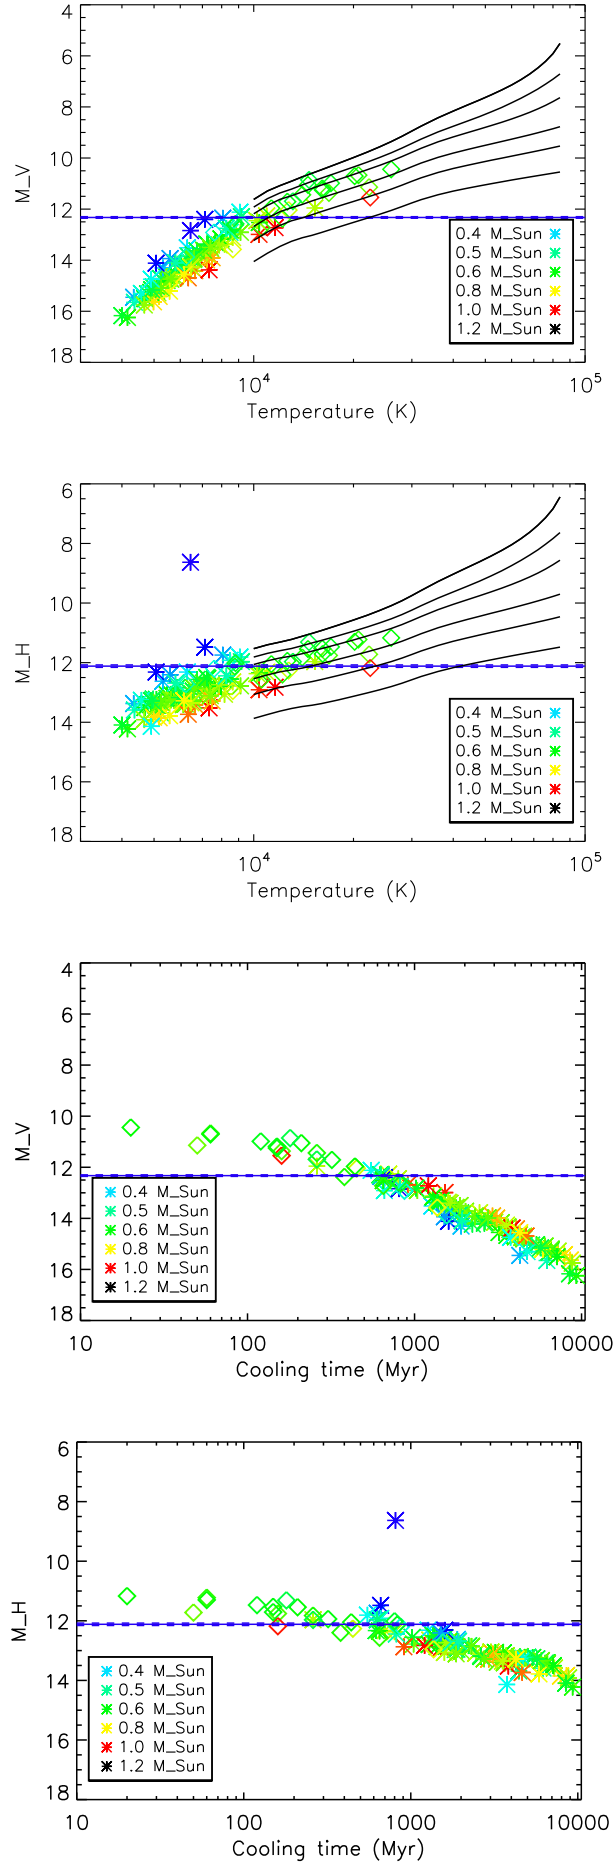 4
6
8
10
12
14
16
18
M_V
0.4 M_Sun
0.5 M_Sun
0.6 M_Sun
0.8 M_Sun
1.0 M_Sun
1.2 M_Sun
10^4
10^5
Temperature (K)
6
8
10
12
14
16
18
M_H
0.4 M_Sun
0.5 M_Sun
0.6 M_Sun
0.8 M_Sun
1.0 M_Sun
1.2 M_Sun
10^4
10^5
Temperature (K)
4
6
8
10
12
14
16
18
M_V
0.4 M_Sun
0.5 M_Sun
0.6 M_Sun
0.8 M_Sun
1.0 M_Sun
1.2 M_Sun
10 100 1000 10000
Cooling time (Myr)
6
8
10
12
14
16
18
M_H
0.4 M_Sun
0.5 M_Sun
0.6 M_Sun
0.8 M_Sun
1.0 M_Sun
1.2 M_Sun
10 100 1000 10000
Cooling time (Myr)